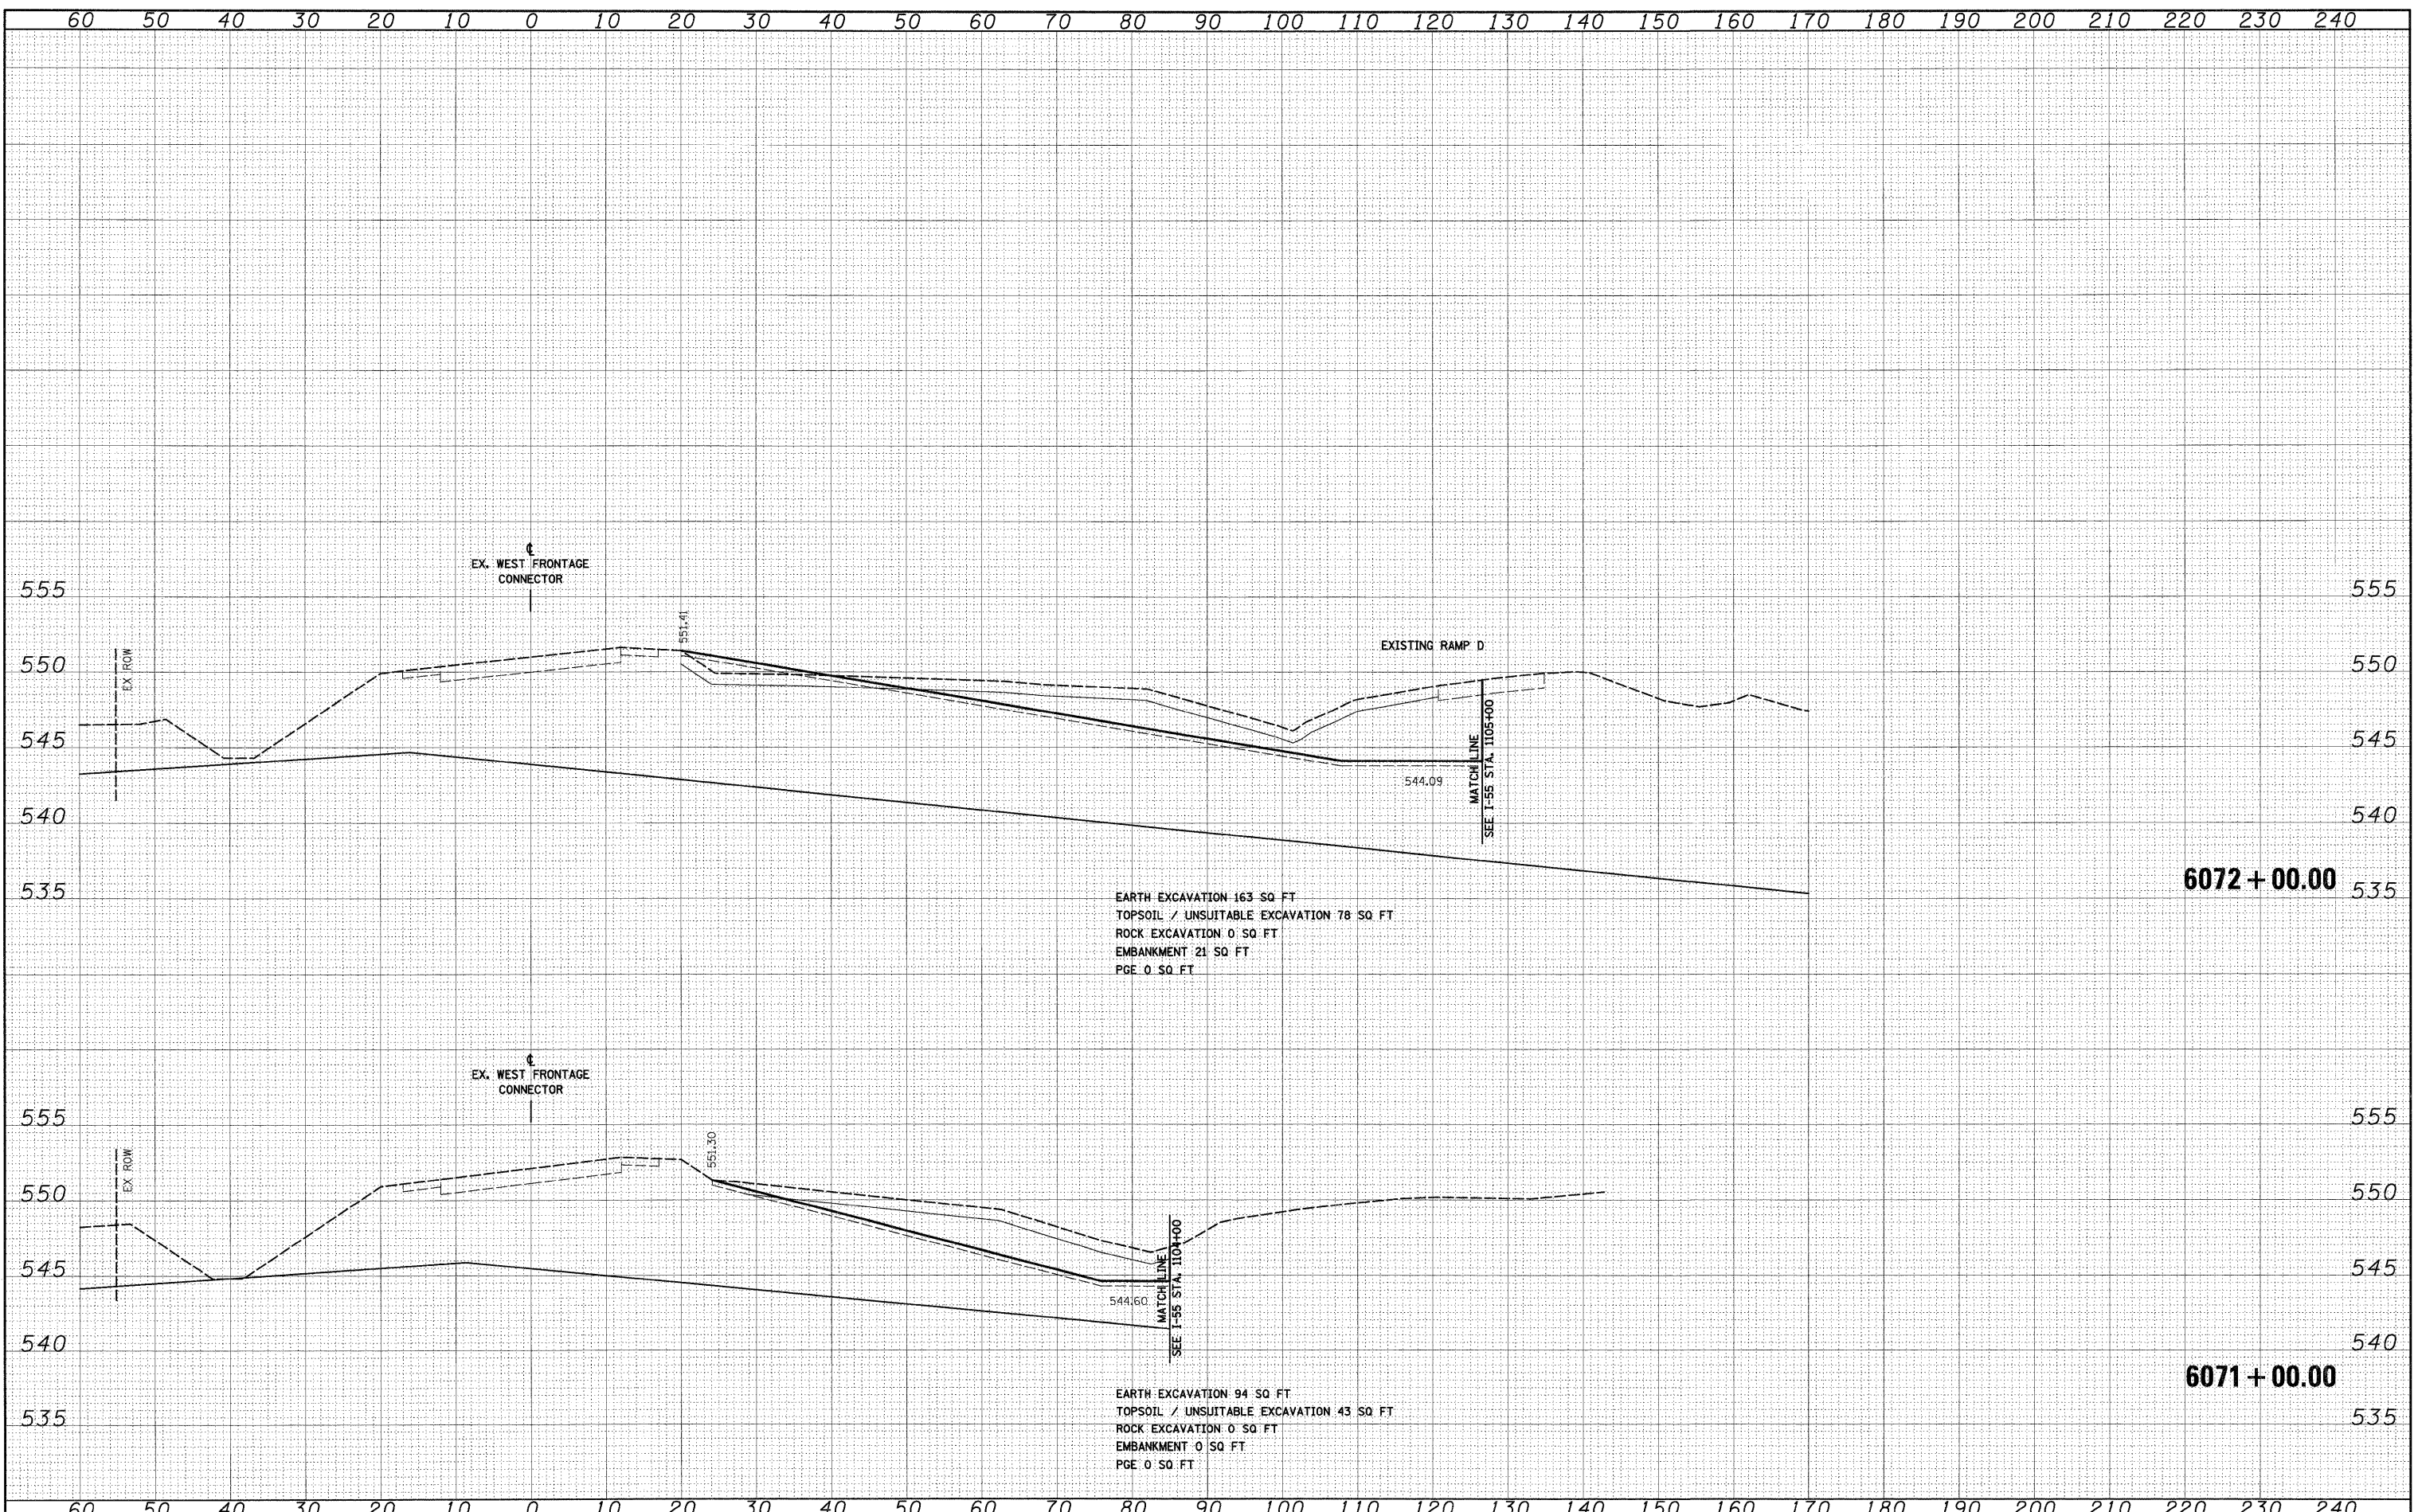 60 50 40 30 20 10 0 10 20 30 40 50 60 70 80 90 100 110 120 130 140 150 160 170 180 190 200 210 220 230 240
℄
EX. WEST FRONTAGE
CONNECTOR
555 555
551.41
EX ROW
EXISTING RAMP D
550 550
545 545
MATCH LINE
SEE I-55 STA. 1105+00
544.09
540 540
6072+00.00
535 535
EARTH EXCAVATION 163 SQ FT
TOPSOIL / UNSUITABLE EXCAVATION 78 SQ FT
ROCK EXCAVATION 0 SQ FT
EMBANKMENT 21 SQ FT
PGE 0 SQ FT
℄
EX. WEST FRONTAGE
CONNECTOR
555 555
551.30
EX ROW
550 550
545 545
MATCH LINE
SEE I-55 STA. 1104+00
544.60
540 540
6071+00.00
EARTH EXCAVATION 94 SQ FT
TOPSOIL / UNSUITABLE EXCAVATION 43 SQ FT
535 535
ROCK EXCAVATION 0 SQ FT
EMBANKMENT 0 SQ FT
PGE 0 SQ FT
60 50 40 30 20 10 0 10 20 30 40 50 60 70 80 90 100 110 120 130 140 150 160 170 180 190 200 210 220 230 240